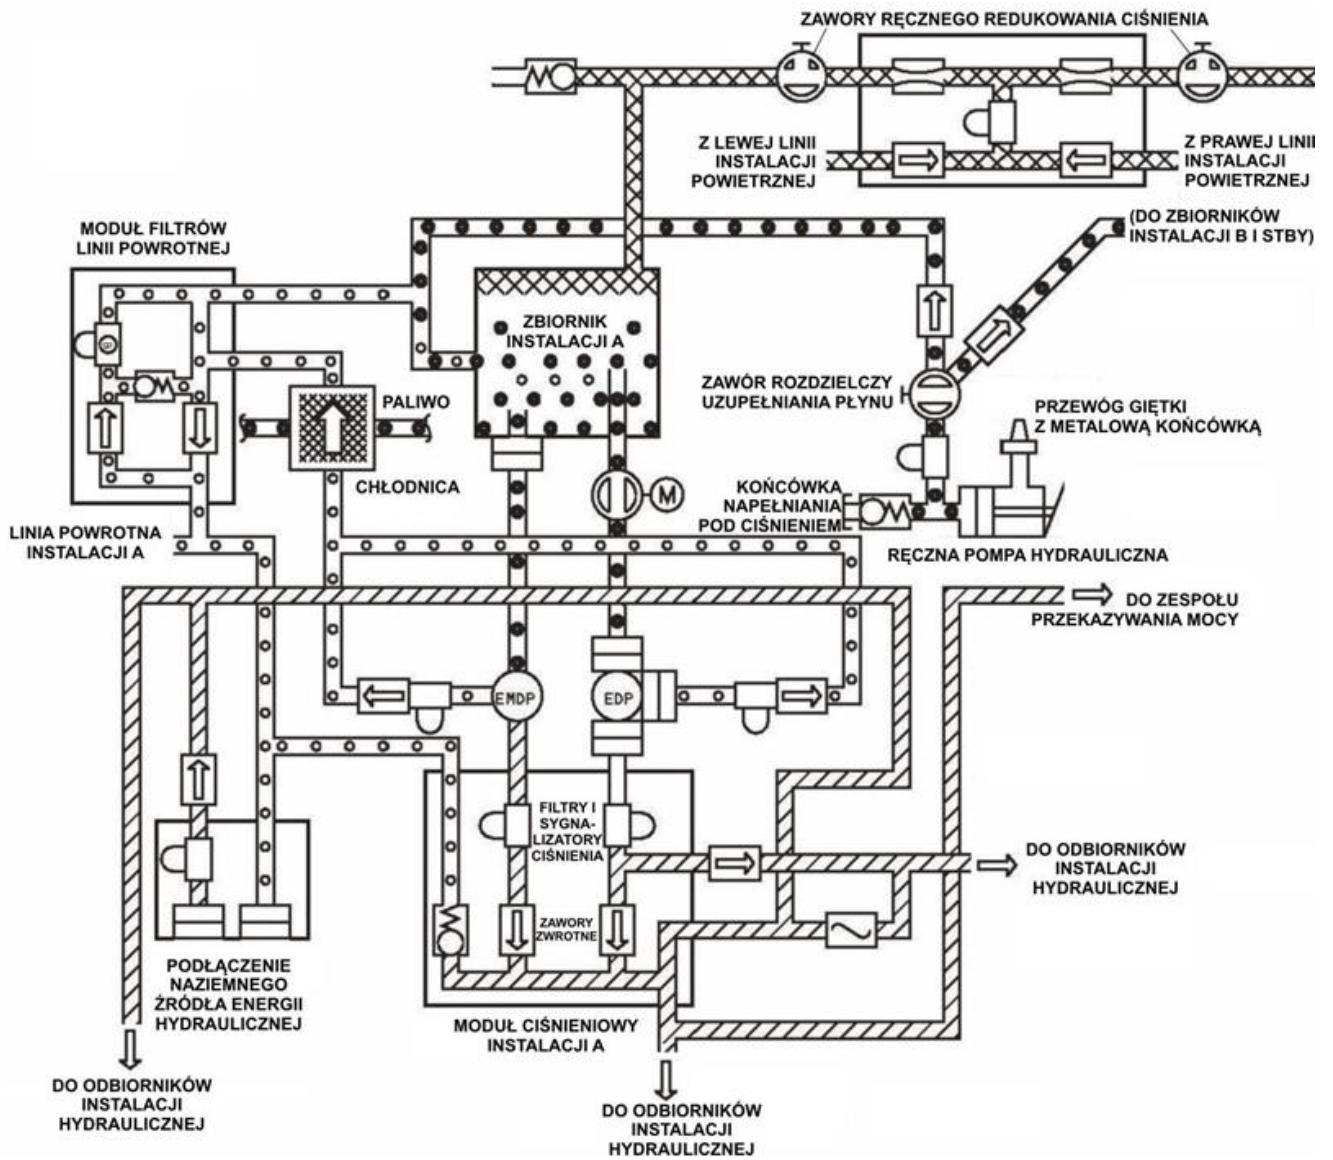 ZAWORY RĘCZNEGO REDUKOWANIA CIŚNIENIA
Z LEWEJ LINII
INSTALACJI
POWIETRZNEJ
Z PRAWEJ LINII
INSTALACJI
POWIETRZNEJ
MODUŁ FILTRÓW
LINII POWROTNEJ
(DO ZBIORNIKÓW
INSTALACJI B I STBY)
ZBIORNIK
INSTALACJI A
ZAWÓR ROZDZIELCZY
UZUPEŁNIANIA PŁYNU
PALIWO
PRZEWÓG GIĘTKI
Z METALOWĄ KOŃCÓWKĄ
CHŁODNICA
M
KOŃCÓWKA
NAPEŁNIANIA
POD CIŚNIENIEM
LINIA POWROTNA
INSTALACJI A
RĘCZNA POMPA HYDRAULICZNA
DO ZESPOŁU
PRZEKAZYWANIA MOCY
EMDP
EDP
FILTRY I
SYGNA-
LIZATORY
CIŚNIENIA
DO ODBIORNIKÓW
INSTALACJI
HYDRAULICZNEJ
ZAWORY
ZWROTNE
PODŁĄCZENIE
NAZIEMNEGO
ŹRÓDŁA ENERGII
HYDRAULICZNEJ
MODUŁ CIŚNIENIOWY
INSTALACJI A
DO ODBIORNIKÓW
INSTALACJI
HYDRAULICZNEJ
DO ODBIORNIKÓW
INSTALACJI
HYDRAULICZNEJ